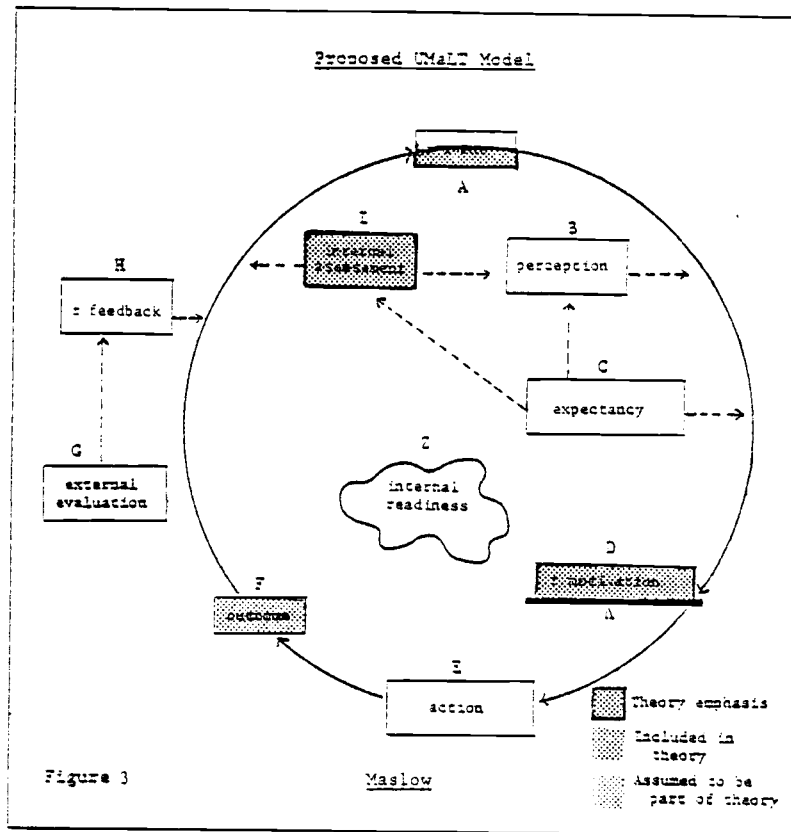 Proposed UMaLT Model
A
I
internal
assessment
B
perception
H
± feedback
C
expectancy
G
external
evaluation
Z
internal
readiness
D
± motivation
A
F
outcome
E
action
Theory emphasis
Included in
theory
Assumed to be
part of theory
Figure 3
Maslow